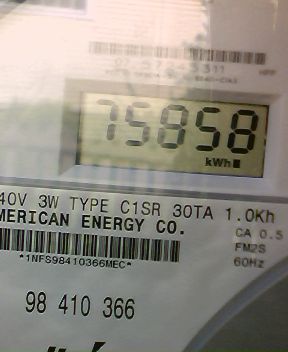 75858
kWh
40V 3W TYPE C1SR 30TA 1.0Kh
MERICAN ENERGY CO.
CA 0.5
FM2S
*1NFS98410366MEC*
60Hz
98 410 366